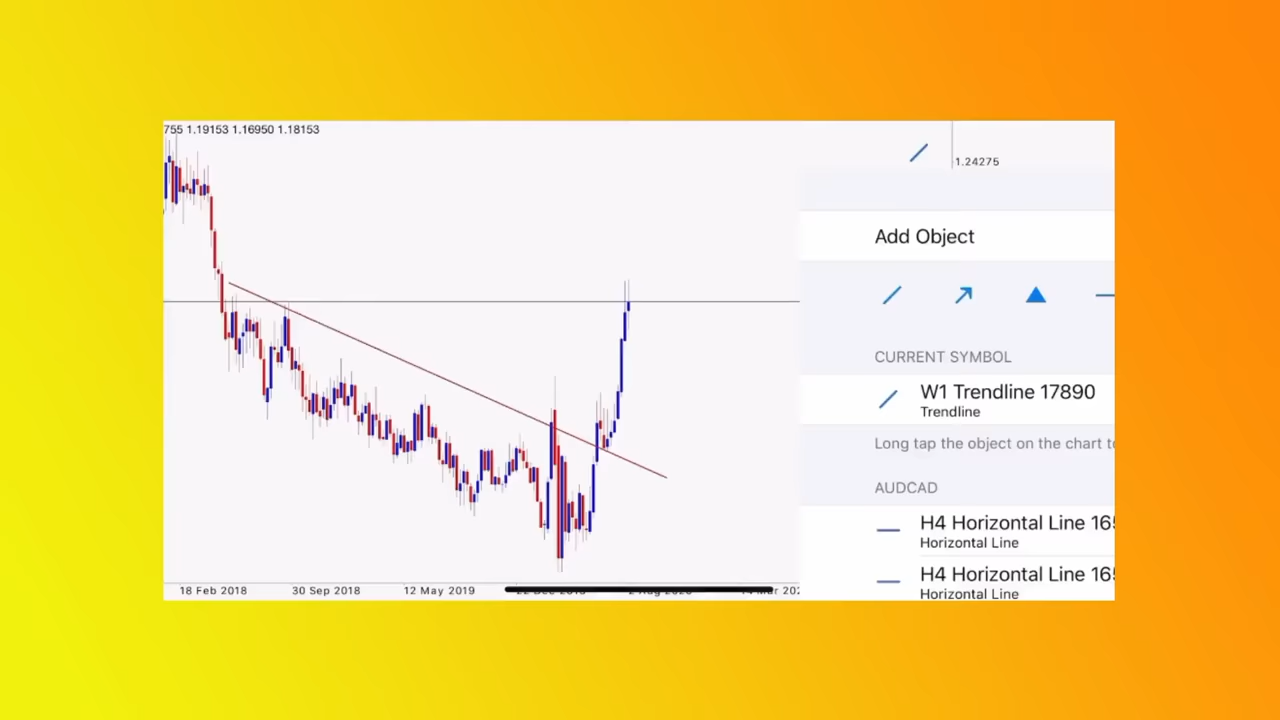 755 1.19153 1.16950 1.18153
1.24275
Add Object
CURRENT SYMBOL
W1 Trendline 17890
Trendline
Long tap the object on the chart
AUDCAD
H4 Horizontal Line
Horizontal Line
H4 Horizontal Line
Horizontal Line
18 Feb 2018 30 Sep 2018 12 May 2019